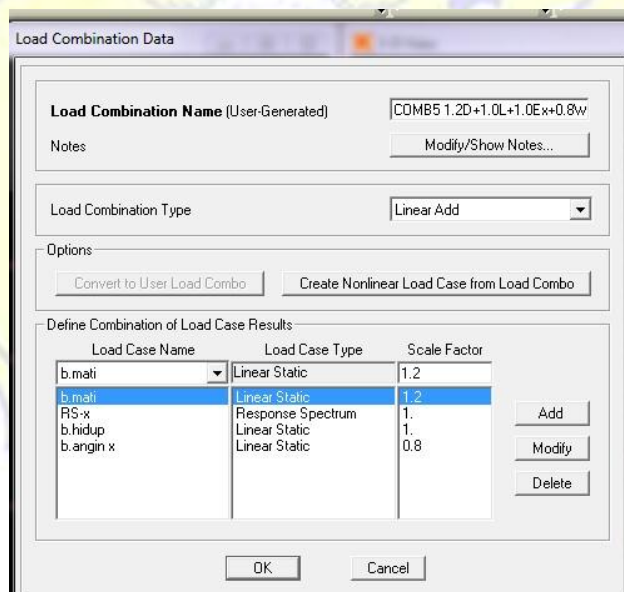 Load Combination Data
Load Combination Name (User-Generated) COMB5 1.2D+1.0L+1.0Ex+0.8W
Notes Modify/Show Notes...
Load Combination Type Linear Add
Options
Convert to User Load Combo Create Nonlinear Load Case from Load Combo
Define Combination of Load Case Results
Load Case Name Load Case Type Scale Factor
b.mati Linear Static 1.2
b.mati Linear Static 1.2
RS-x Response Spectrum 1.
b.hidup Linear Static 1.
b.angin x Linear Static 0.8
Add
Modify
Delete
OK Cancel